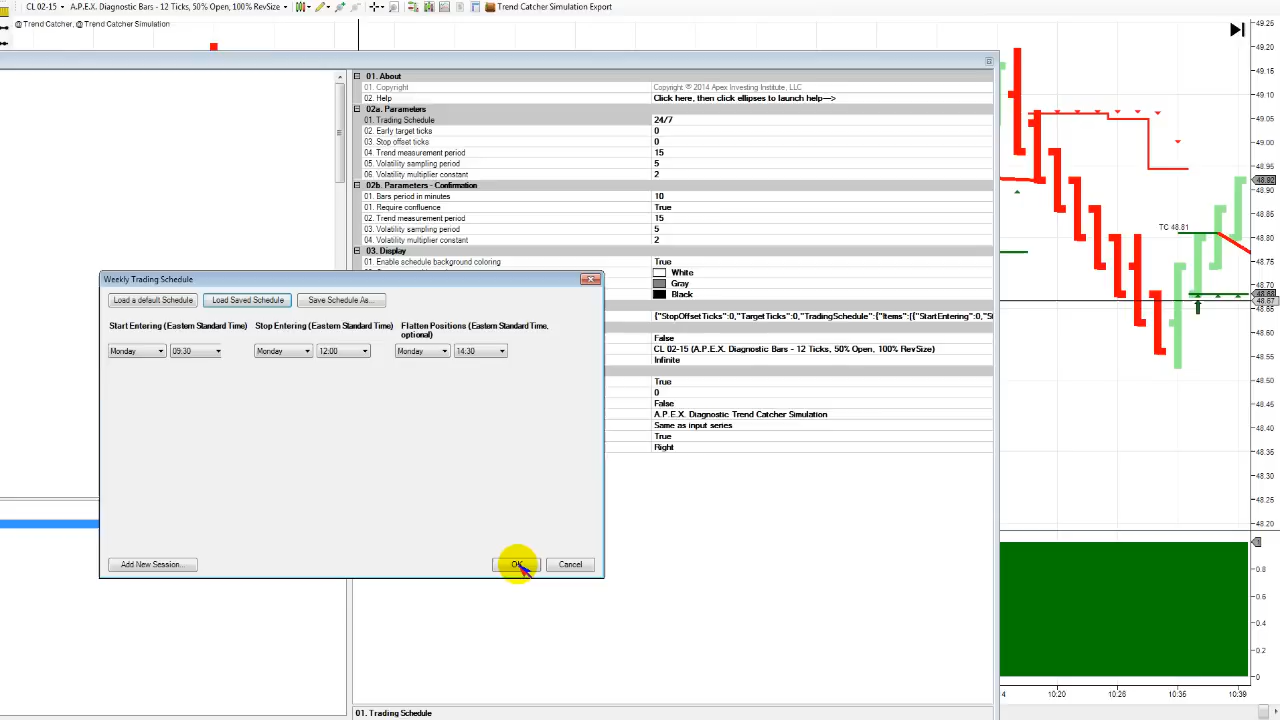 CL 02-15 A.P.E.X. Diagnostic Bars - 12 Ticks, 50% Open, 100% RevSize Trend Catcher Simulation Export
@ Trend Catcher, @ Trend Catcher Simulation
01. About
01. Copyright Copyright © 2014 Apex Investing Institute, LLC
02. Help Click here, then click ellipses to launch help--->
02a. Parameters
01. Trading Schedule 24/7
02. Early target ticks 0
03. Stop offset ticks 0
04. Trend measurement period 15
05. Volatility sampling period 5
06. Volatility multiplier constant 2
02b. Parameters - Confirmation
01. Bars period in minutes 10
01. Require confluence True
02. Trend measurement period 15
03. Volatility sampling period 5
04. Volatility multiplier constant 2
03. Display
01. Enable schedule background coloring True
White
Gray
Black
{"StopOffsetTicks":0,"TargetTicks":0,"TradingSchedule":{"Items":[{"StartEntering":0,"St
False
CL 02-15 (A.P.E.X. Diagnostic Bars - 12 Ticks, 50% Open, 100% RevSize)
Infinite
True
0
False
A.P.E.X. Diagnostic Trend Catcher Simulation
Same as input series
True
Right
01. Trading Schedule
Weekly Trading Schedule
Load a default Schedule Load Saved Schedule Save Schedule As...
Start Entering (Eastern Standard Time) Stop Entering (Eastern Standard Time) Flatten Positions (Eastern Standard Time, optional)
Monday 09:30 Monday 12:00 Monday 14:30
Add New Session... OK Cancel
TC 48.81
49.25
49.20
49.15
49.10
49.05
49.00
48.95
48.92
48.90
48.85
48.80
48.75
48.70
48.67
48.60
48.55
48.50
48.45
48.40
48.35
48.30
48.25
48.20
1
0.8
0.6
0.4
0.2
0
4 10:20 10:28 10:35 10:39